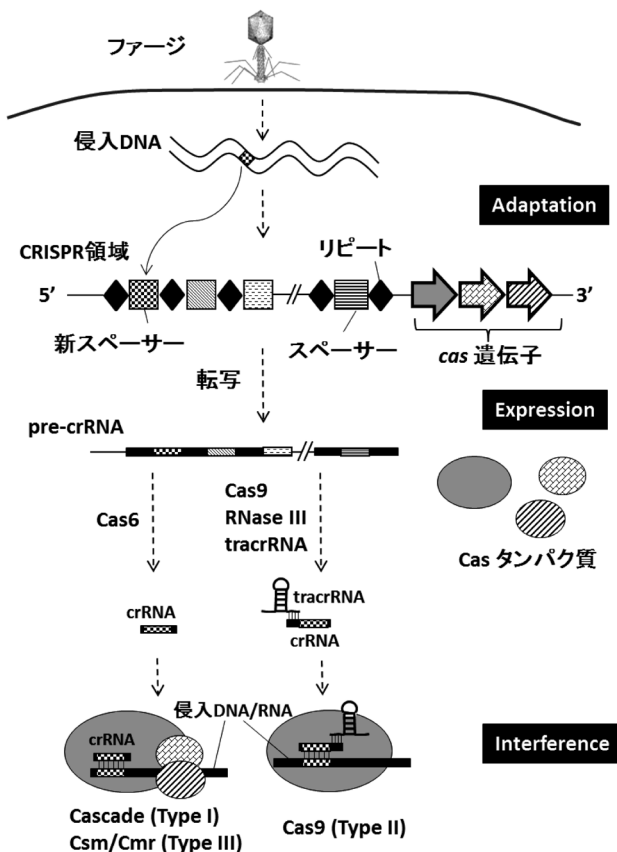 ファージ
侵入DNA
Adaptation
CRISPR領域
リピート
5’
3’
新スペーサー
スペーサー
cas 遺伝子
転写
Expression
pre-crRNA
Cas6
Cas9
RNase III
tracrRNA
Cas タンパク質
crRNA
tracrRNA
crRNA
侵入DNA/RNA
crRNA
Interference
Cascade (Type I)
Csm/Cmr (Type III)
Cas9 (Type II)